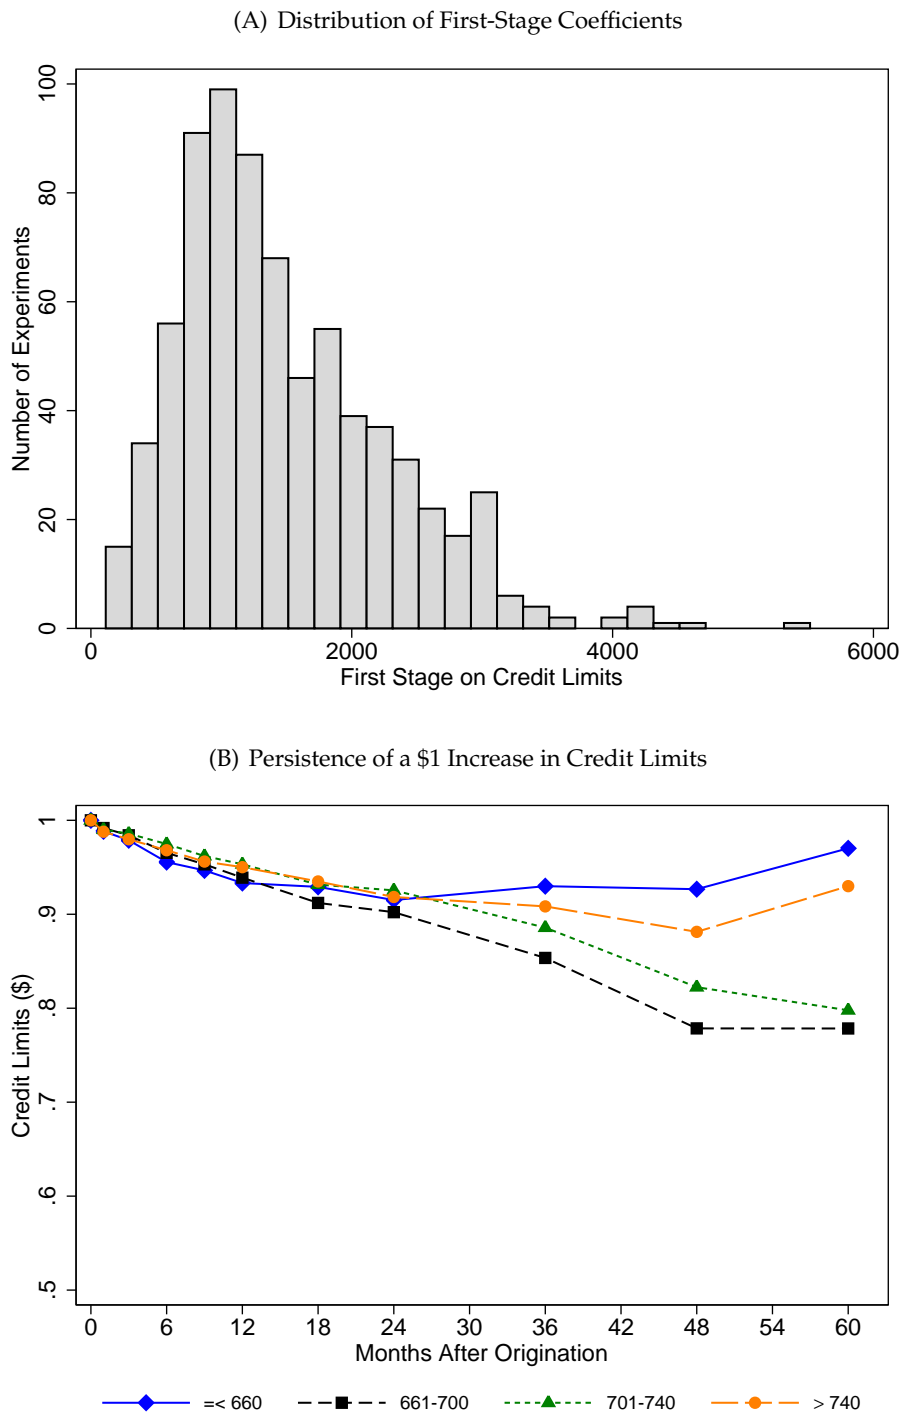 (A) Distribution of First-Stage Coefficients
Number of Experiments
100
80
60
40
20
0
0 2000 4000 6000
First Stage on Credit Limits
(B) Persistence of a $1 Increase in Credit Limits
Credit Limits ($)
1
.9
.8
.7
.6
.5
0 6 12 18 24 30 36 42 48 54 60
Months After Origination
=< 660 661-700 701-740 > 740